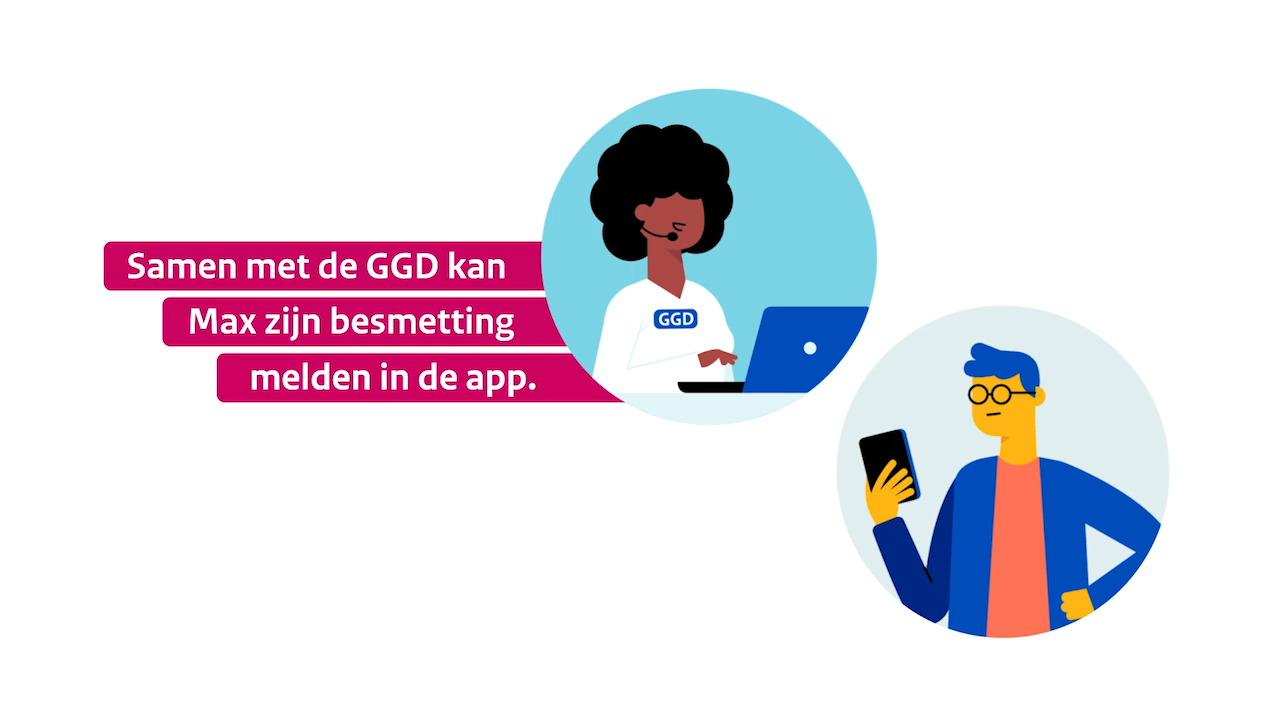 Samen met de GGD kan
Max zijn besmetting
melden in de app.
GGD